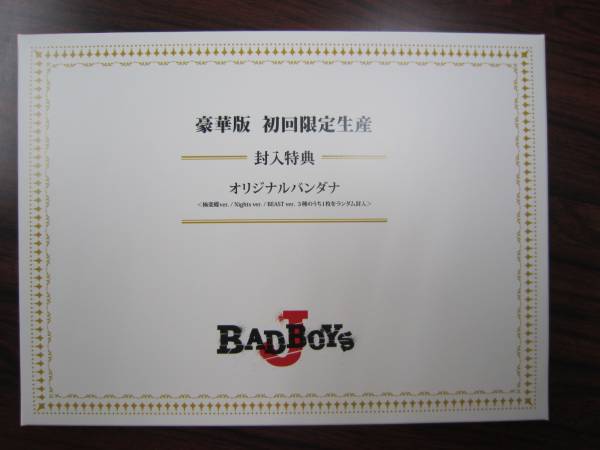 豪華版 初回限定生産
封入特典
オリジナルバンダナ
<極楽蝶ver. / Nights ver. / BEAST ver. 3種のうち1枚をランダム封入>
BAD BOYS
J